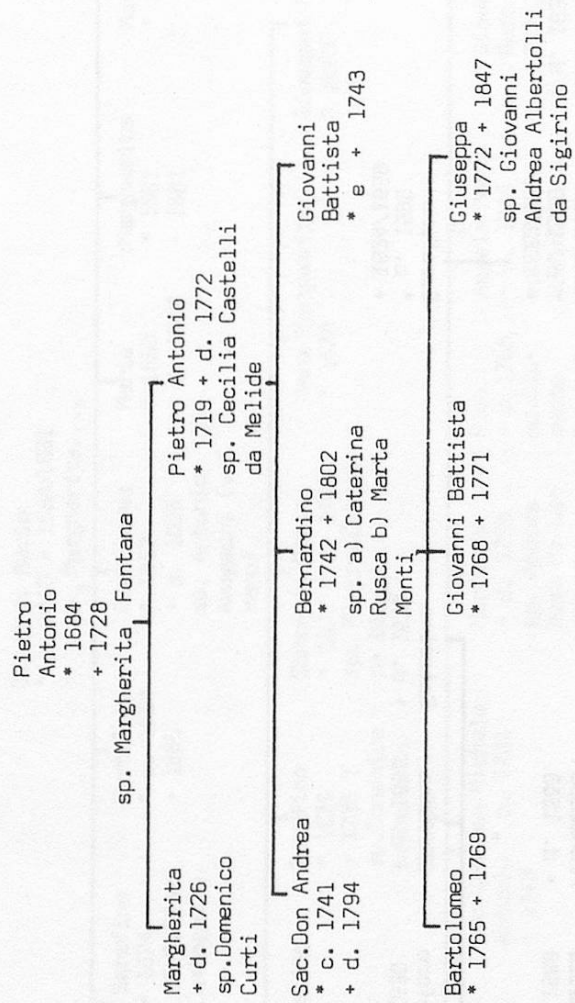 Pietro
Antonio
* 1684
+ 1728
sp. Margherita Fontana
Margherita
+ d. 1726
sp.Domenico
Curti
Pietro Antonio
* 1719 + d. 1772
sp. Cecilia Castelli
da Melide
Sac.Don Andrea
* c. 1741
+ d. 1794
Bernardino
* 1742 + 1802
sp. a) Caterina
Rusca b) Marta
Monti
Giovanni
Battista
* e + 1743
Bartolomeo
* 1765 + 1769
Giovanni Battista
* 1768 + 1771
Giuseppa
* 1772 + 1847
sp. Giovanni
Andrea Albertolli
da Sigirino